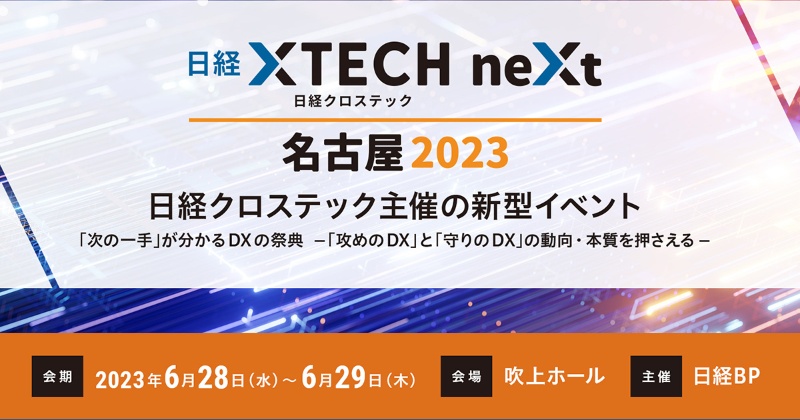 日経 XTECH neXt
日経クロステック
名古屋2023
日経クロステック主催の新型イベント
「次の一手」が分かるDXの祭典 −「攻めのDX」と「守りのDX」の動向・本質を押さえる−
会期 2023年6月28日(水)〜6月29日(木) 会場 吹上ホール 主催 日経BP